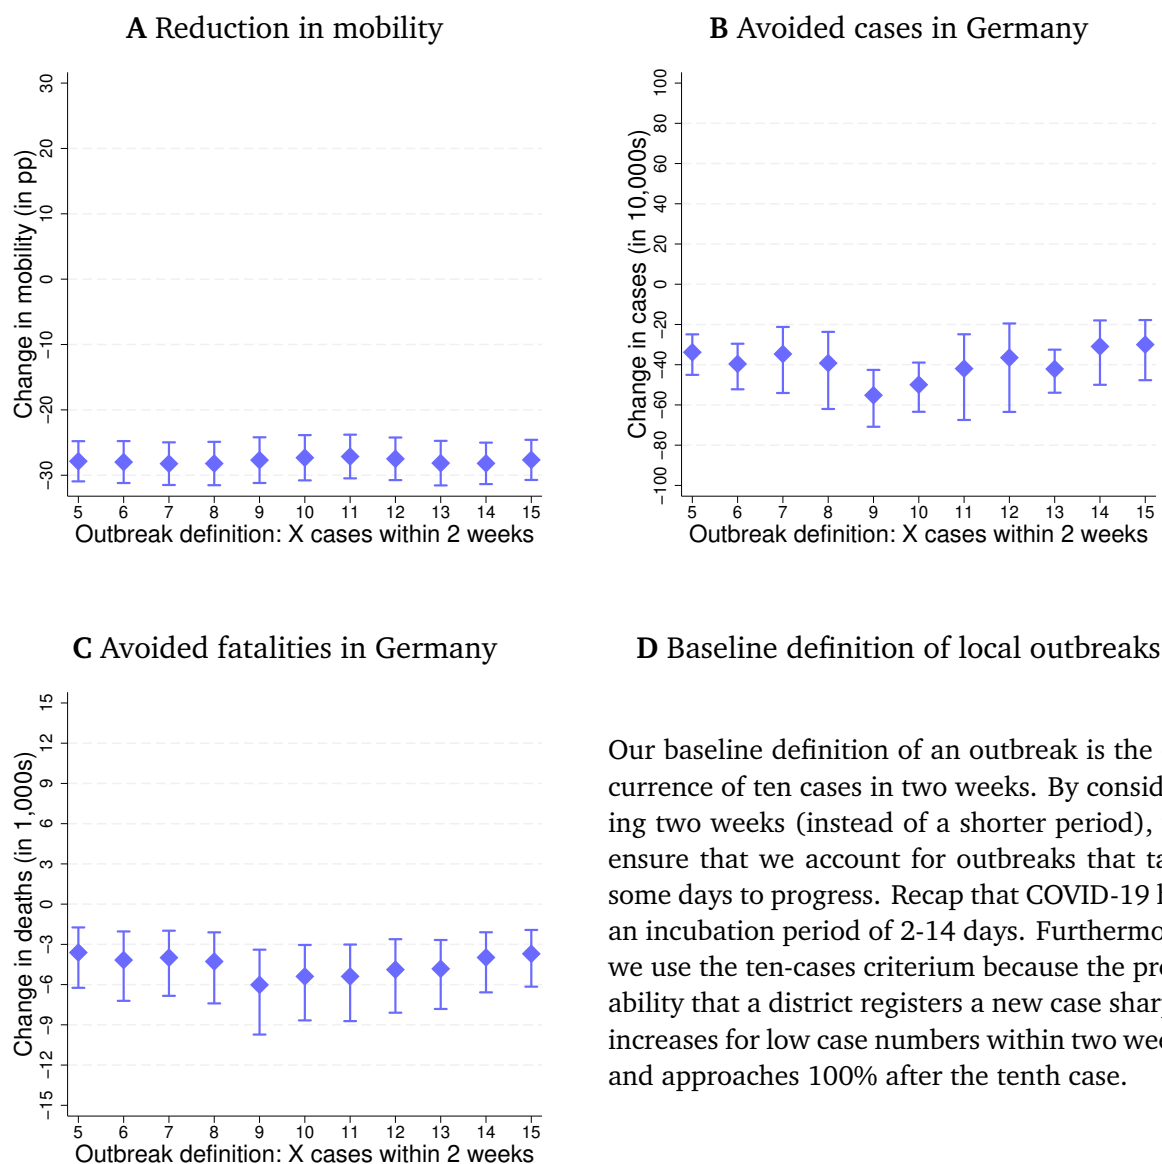 A Reduction in mobility
Change in mobility (in pp)
30
20
10
0
−10
−20
−30
5 6 7 8 9 10 11 12 13 14 15
Outbreak definition: X cases within 2 weeks
B Avoided cases in Germany
Change in cases (in 10,000s)
100
80
60
40
20
0
−20
−40
−60
−80
−100
5 6 7 8 9 10 11 12 13 14 15
Outbreak definition: X cases within 2 weeks
C Avoided fatalities in Germany
Change in deaths (in 1,000s)
15
12
9
6
3
0
−3
−6
−9
−12
−15
5 6 7 8 9 10 11 12 13 14 15
Outbreak definition: X cases within 2 weeks
D Baseline definition of local outbreaks
Our baseline definition of an outbreak is the
currence of ten cases in two weeks. By consid
ing two weeks (instead of a shorter period),
ensure that we account for outbreaks that ta
some days to progress. Recap that COVID-19
an incubation period of 2-14 days. Furthermo
we use the ten-cases criterium because the pro
ability that a district registers a new case shar
increases for low case numbers within two wee
and approaches 100% after the tenth case.